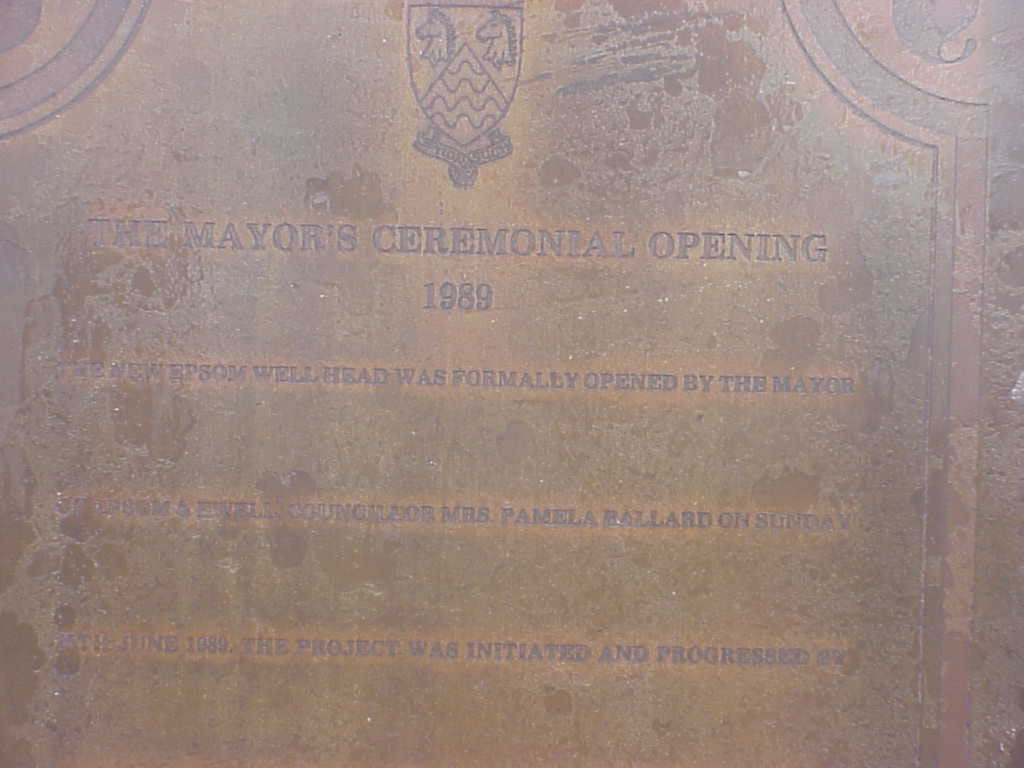 THE MAYOR'S CEREMONIAL OPENING
1989
THE NEW EPSOM WELL HEAD WAS FORMALLY OPENED BY THE MAYOR
OF EPSOM & EWELL, COUNCILLOR MRS. PAMELA BALLARD ON SUNDAY
JUNE 1989. THE PROJECT WAS INITIATED AND PROGRESSED BY